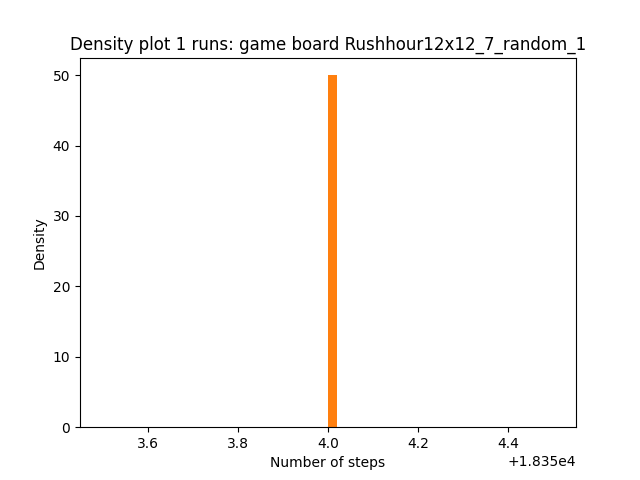 Density plot 1 runs: game board Rushhour12x12_7_random_1
50
40
30
20
10
0
Density
3.6 3.8 4.0 4.2 4.4
Number of steps
+1.835e4